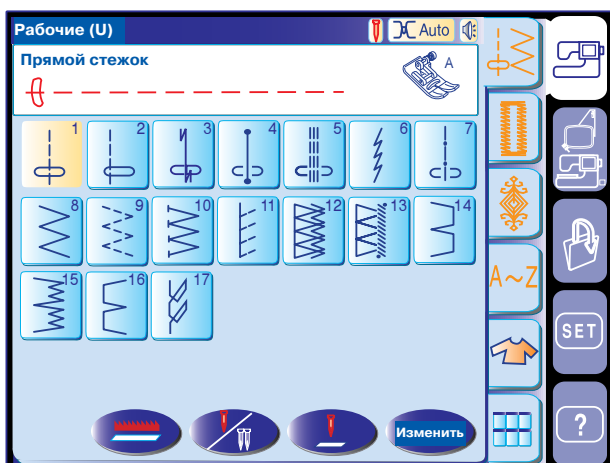 Рабочие (U)
Auto
Прямой стежок
A
1 2 3 4 5 6 7
8 9 10 11 12 13 14
15 16 17
A~Z
SET
?
Изменить